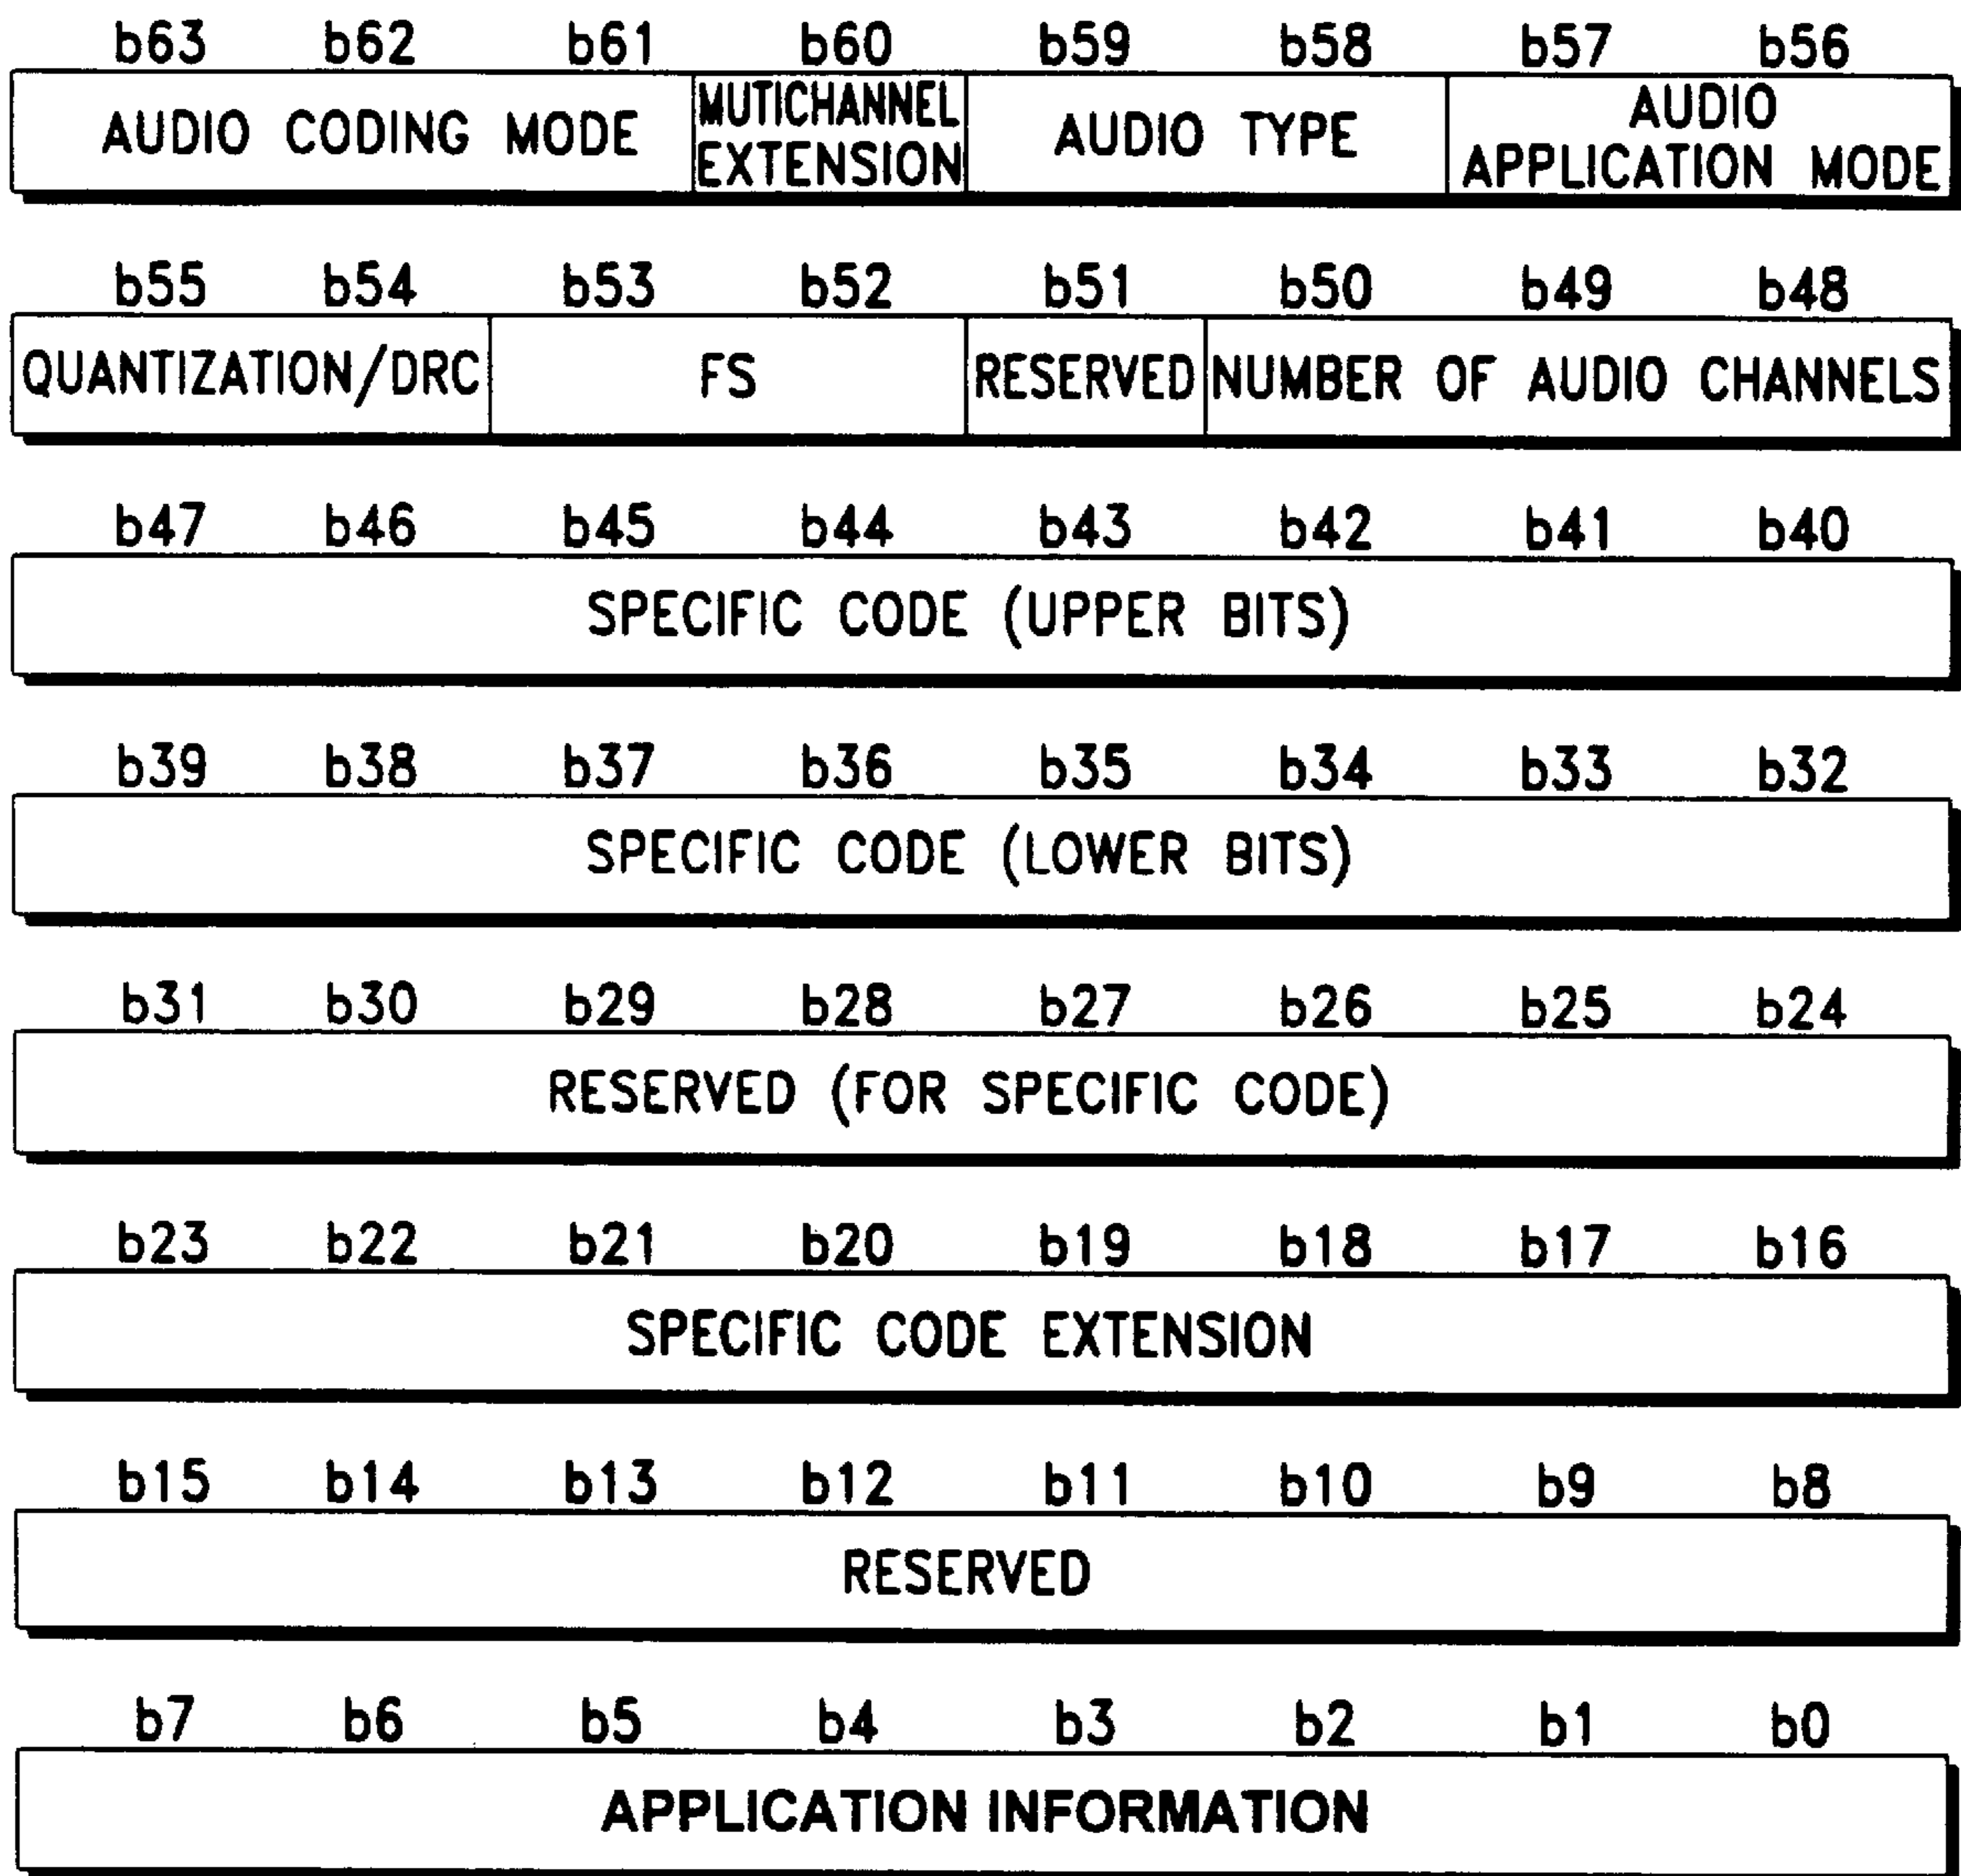 b63 b62 b61 b60 b59 b58 b57 b56
AUDIO CODING MODE
MUTICHANNEL
EXTENSION
AUDIO TYPE
AUDIO
APPLICATION MODE
b55 b54 b53 b52 b51 b50 b49 b48
QUANTIZATION/DRC FS RESERVED NUMBER OF AUDIO CHANNELS
b47 b46 b45 b44 b43 b42 b41 b40
SPECIFIC CODE (UPPER BITS)
b39 b38 b37 b36 b35 b34 b33 b32
SPECIFIC CODE (LOWER BITS)
b31 b30 b29 b28 b27 b26 b25 b24
RESERVED (FOR SPECIFIC CODE)
b23 b22 b21 b20 b19 b18 b17 b16
SPECIFIC CODE EXTENSION
b15 b14 b13 b12 b11 b10 b9 b8
RESERVED
b7 b6 b5 b4 b3 b2 b1 b0
APPLICATION INFORMATION